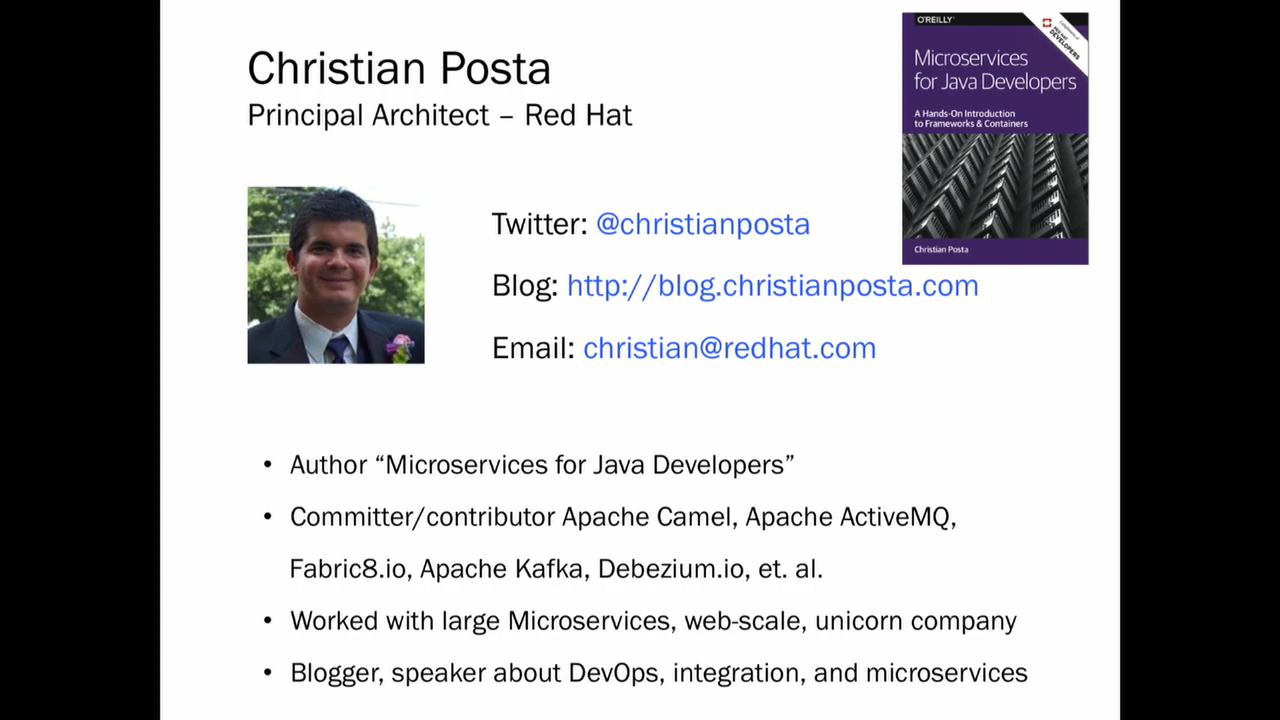 Christian Posta
Principal Architect – Red Hat
O'REILLY®
RED HAT
DEVELOPERS
Microservices
for Java Developers
A Hands-On Introduction
to Frameworks & Containers
Christian Posta
Twitter: @christianposta
Blog: http://blog.christianposta.com
Email: christian@redhat.com
• Author “Microservices for Java Developers”
• Committer/contributor Apache Camel, Apache ActiveMQ,
Fabric8.io, Apache Kafka, Debezium.io, et. al.
• Worked with large Microservices, web-scale, unicorn company
• Blogger, speaker about DevOps, integration, and microservices